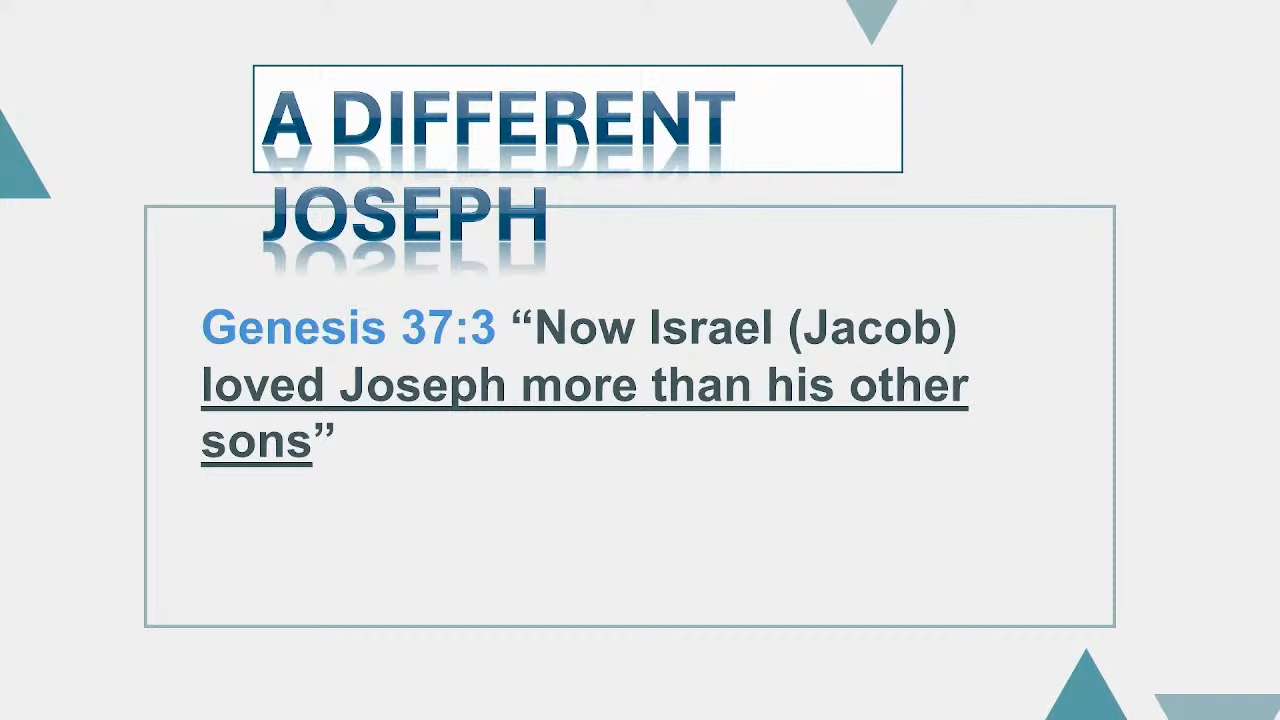 A DIFFERENT
JOSEPH
Genesis 37:3 “Now Israel (Jacob)
loved Joseph more than his other
sons”